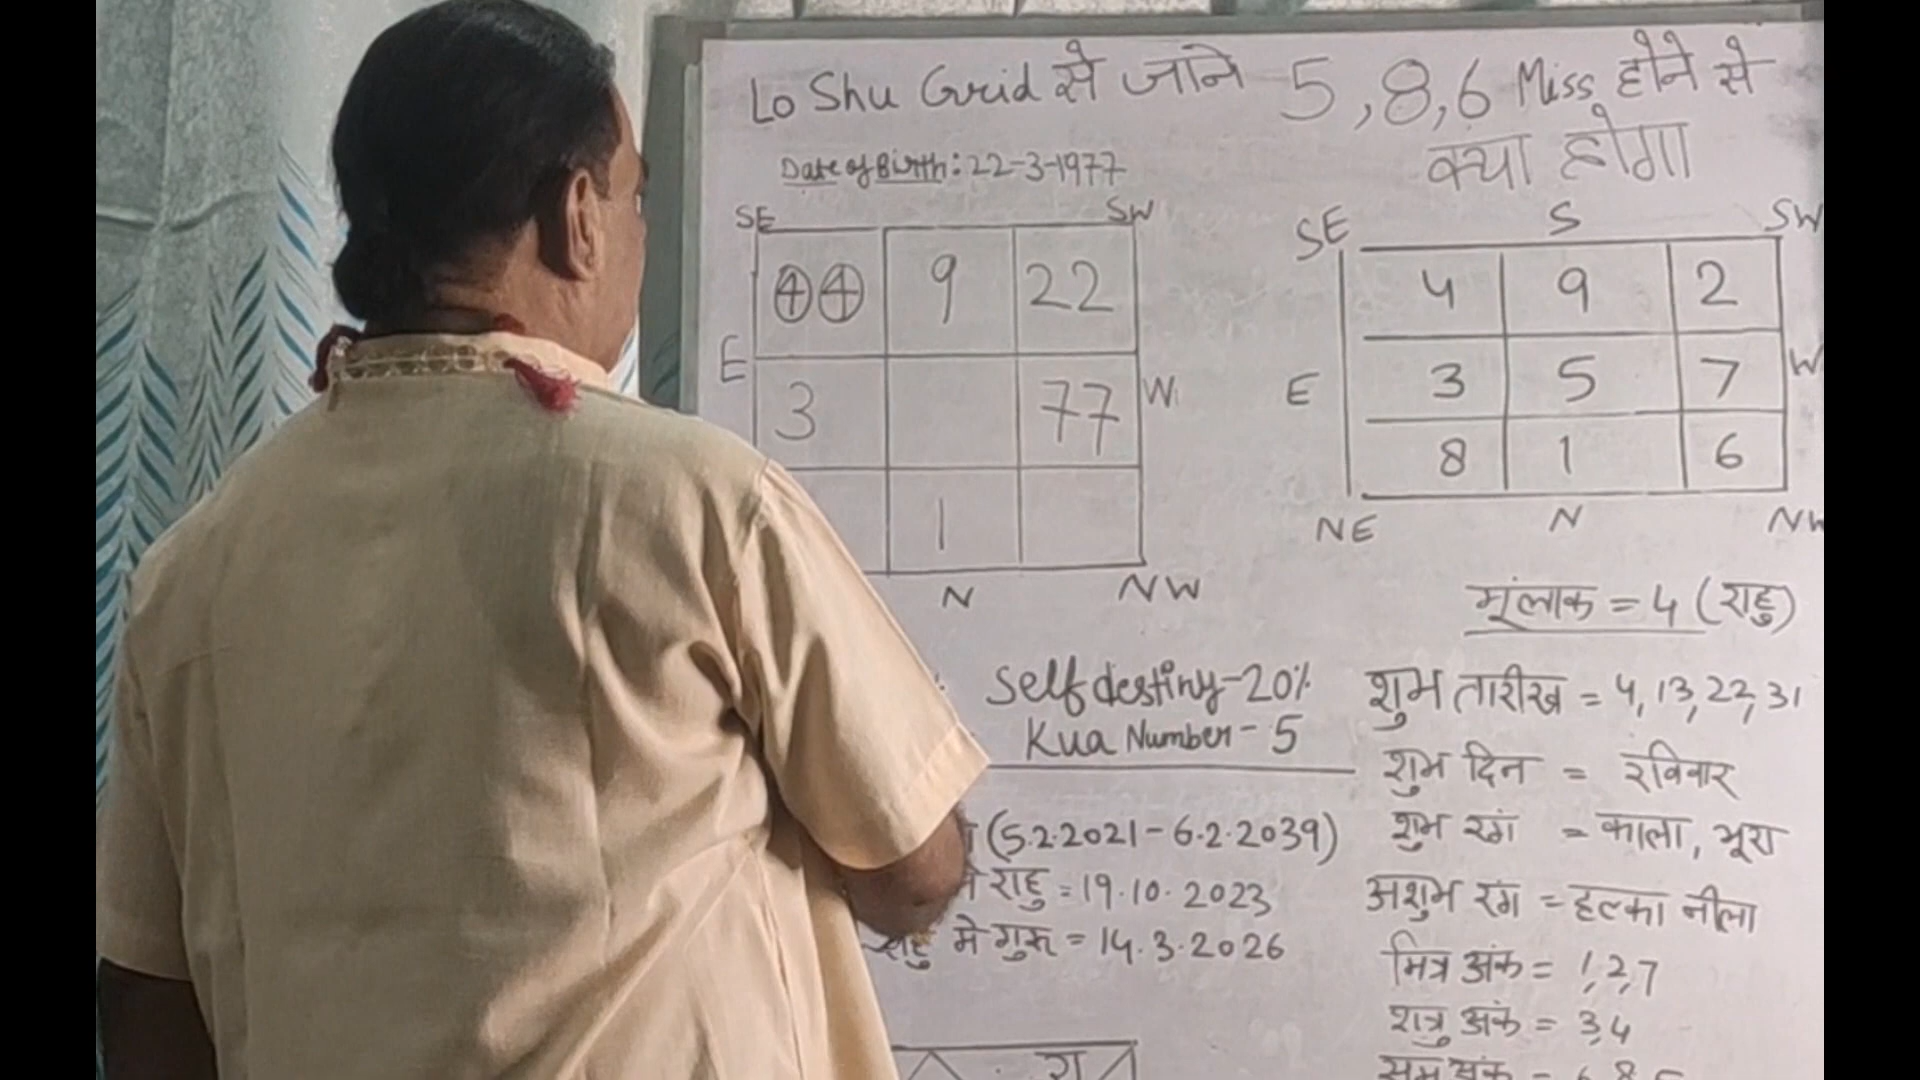 Lo Shu Grid से जाने 5,8,6 Miss होने से
क्या होगा
Date of Birth: 22-3-1977
SE SW
4 4 9 22
E 3 77 W
1
N NW
SE S SW
4 9 2
E 3 5 7 W
8 1 6
NE N NW
मूंलाक = 4 (राहु)
Self destiny-20%
Kua Number - 5
(5.2.2021 - 6.2.2039)
राहु = 19.10.2023
राहु मे गुरू = 14.3.2026
शुभ तारीख = 4, 13, 22, 31
शुभ दिन = रविवार
शुभ रंग = काला, भूरा
अशुभ रंग = हल्का नीला
मित्र अंक = 1, 2, 7
शत्रु अंक = 3,4
रा